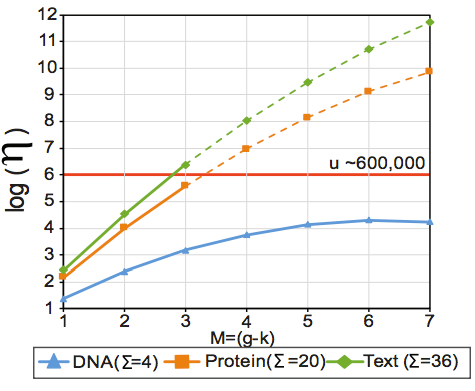 12
11
10
9
8
7
6
5
4
3
2
1
log (η)
u ~600,000
1 2 3 4 5 6 7
M=(g-k)
DNA(Σ=4) Protein(Σ=20) Text (Σ=36)